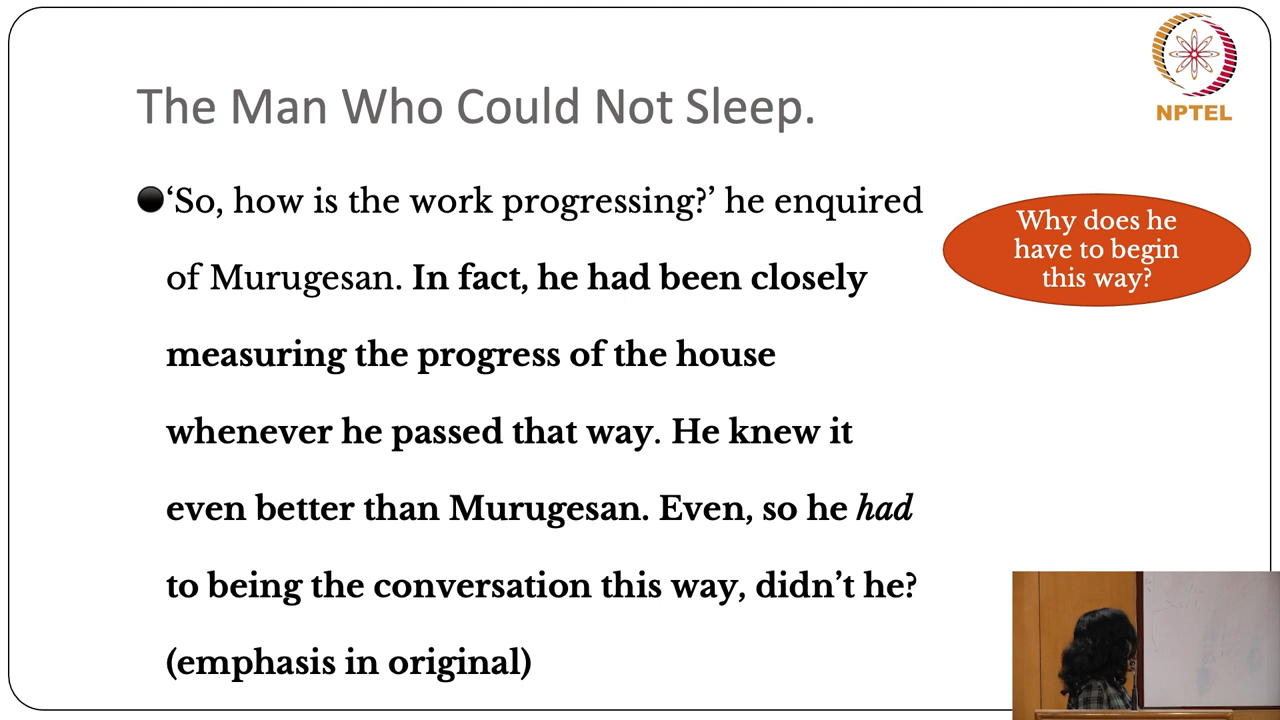 NPTEL
The Man Who Could Not Sleep.
‘So, how is the work progressing?’ he enquired
of Murugesan. In fact, he had been closely
measuring the progress of the house
whenever he passed that way. He knew it
even better than Murugesan. Even, so he had
to being the conversation this way, didn’t he?
(emphasis in original)
Why does he
have to begin
this way?